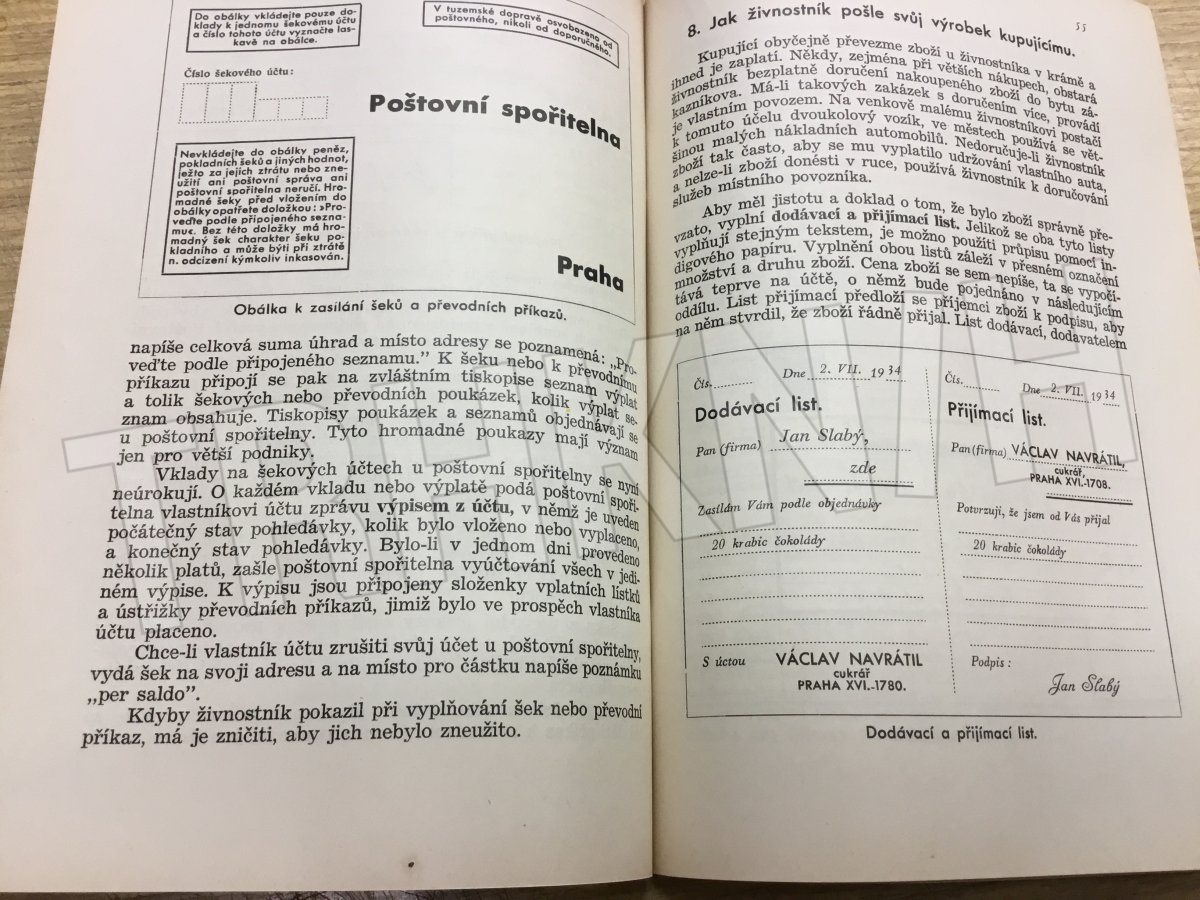 Do obálky vkládejte pouze do-
klady k jednomu šekovému účtu
a číslo tohoto účtu vyznačte las-
kavě na obálce.
V tuzemské dopravě osvobozeno od
poštovného, nikoli od doporučného.
Číslo šekového účtu:
Poštovní spořitelna
Nevkládejte do obálky peněz,
pokladních šeků a jiných hodnot,
ježto za jejich ztrátu nebo zne-
užití ani poštovní správa ani
poštovní spořitelna neručí. Hro-
madné šeky před vložením do
obálky opatřete doložkou: »Pro-
veďte podle připojeného sezna-
mu«. Bez této doložky má hro-
madný šek charakter šeku po-
kladního a může býti při ztrátě
n. odcizení kýmkoliv inkasován.
Praha
Obálka k zasílání šeků a převodních příkazů.
napíše celková suma úhrad a místo adresy se poznamená: „Pro-
veďte podle připojeného seznamu.” K šeku nebo k převodnímu
příkazu připojí se pak na zvláštním tiskopise seznam výplat
a tolik šekových nebo převodních poukázek, kolik výplat se-
znam obsahuje. Tiskopisy poukázek a seznamů objednávají se
u poštovní spořitelny. Tyto hromadné poukazy mají význam
jen pro větší podniky.
Vklady na šekových účtech u poštovní spořitelny se nyní
neúrokují. O každém vkladu nebo výplatě podá poštovní spoři-
telna vlastníkovi účtu zprávu výpisem z účtu, v němž je uveden
počátečný stav pohledávky, kolik bylo vloženo nebo vyplaceno,
a konečný stav pohledávky. Bylo-li v jednom dni provedeno
několik platů, zašle poštovní spořitelna vyúčtování všech v jedi-
ném výpise. K výpisu jsou připojeny složenky vplatních lístků
a ústřižky převodních příkazů, jimiž bylo ve prospěch vlastníka
účtu placeno.
Chce-li vlastník účtu zrušiti svůj účet u poštovní spořitelny,
vydá šek na svoji adresu a na místo pro částku napíše poznámku
„per saldo”.
Kdyby živnostník pokazil při vyplňování šek nebo převodní
příkaz, má je zničiti, aby jich nebylo zneužito.
55
8. Jak živnostník pošle svůj výrobek kupujícímu.
Kupující obyčejně převezme zboží u živnostníka v krámě a
ihned je zaplatí. Někdy, zejména při větších nákupech, obstará
živnostník bezplatně doručení nakoupeného zboží do bytu zá-
kazníkova. Má-li takových zakázek s doručením více, provádí
je vlastním povozem. Na venkově malému živnostníkovi postačí
k tomuto účelu dvoukolový vozík, ve městech používá se vět-
šinou malých nákladních automobilů. Nedoručuje-li živnostník
zboží tak často, aby se mu vyplatilo udržování vlastního auta,
a nelze-li zboží donésti v ruce, používá živnostník k doručování
služeb místního povozníka.
Aby měl jistotu a doklad o tom, že bylo zboží správně pře-
vzato, vyplní dodávací a přijímací list. Jelikož se oba tyto listy
vyplňují stejným textem, je možno použíti průpisu pomocí in-
digového papíru. Vyplnění obou listů záleží v přesném označení
množství a druhu zboží. Cena zboží se sem nepíše, ta se vypočí-
tává teprve na účtě, o němž bude pojednáno v následujícím
oddílu. List přijímací předloží se příjemci zboží k podpisu, aby
na něm stvrdil, že zboží řádně přijal. List dodávací, dodavatelem
Čís.
Dne 2. VII. 1934
Dodávací list.
Pan (firma) Jan Slabý,
zde
Zasílám Vám podle objednávky
20 krabic čokolády
S úctou
VÁCLAV NAVRÁTIL
cukrář
PRAHA XVI.-1780.
Čís.
Dne 2. VII. 1934
Přijímací list.
Pan (firma) VÁCLAV NAVRÁTIL,
cukrář,
PRAHA XVI.-1708.
Potvrzuji, že jsem od Vás přijal
20 krabic čokolády
Podpis:
Jan Slabý
Dodávací a přijímací list.